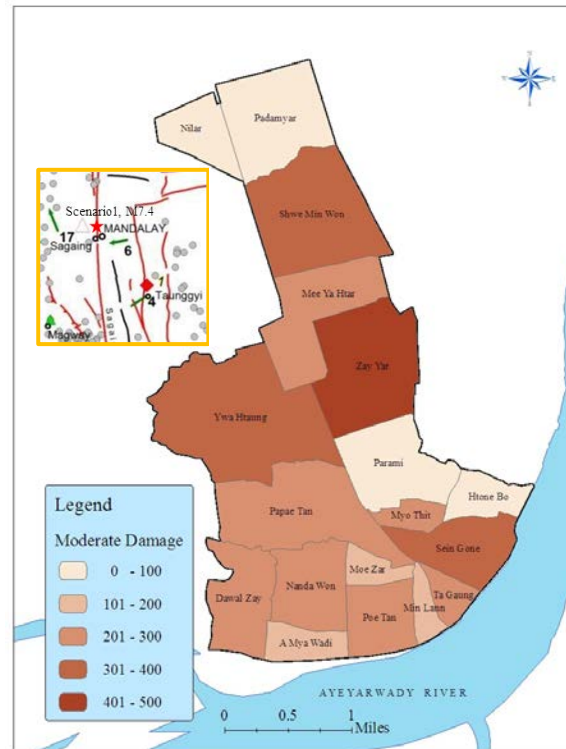 Padamyar
Nilar
Shwe Min Won
Scenario1, M7.4
MANDALAY
17
Sagaing
6
1
4
Taunggyi
Sagai
Magway
Mee Ya Htar
Zay Yar
Ywa Htaung
Parami
Htone Bo
Myo Thit
Papae Tan
Sein Gone
Moe Zar
Dawal Zay
Nanda Won
Min Laun
Ta Gaung
Poe Tan
A Mya Wadi
Legend
Moderate Damage
0 - 100
101 - 200
201 - 300
301 - 400
401 - 500
AYEYARWADY RIVER
0 0.5 1
Miles